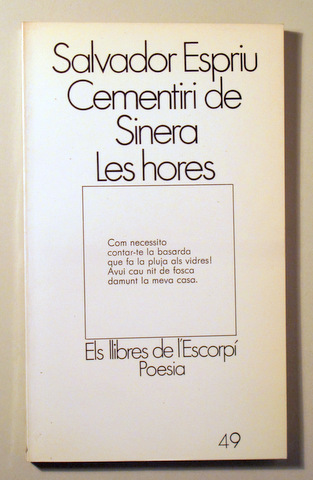 Salvador Espriu
Cementiri de
Sinera
Les hores
Com necessito
contar-te la basarda
que fa la pluja als vidres!
Avui cau nit de fosca
damunt la meva casa.
Els llibres de l'Escorpí
Poesia
49